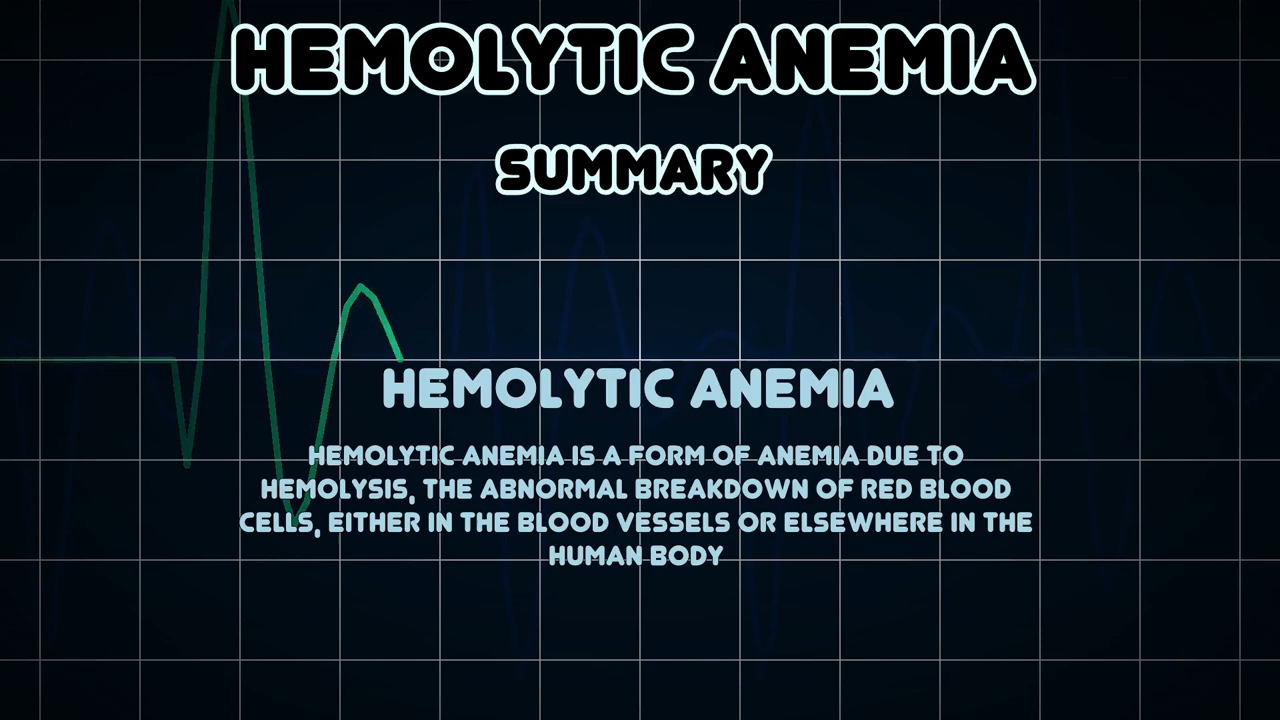 HEMOLYTIC ANEMIA
SUMMARY
HEMOLYTIC ANEMIA
HEMOLYTIC ANEMIA IS A FORM OF ANEMIA DUE TO
HEMOLYSIS, THE ABNORMAL BREAKDOWN OF RED BLOOD
CELLS, EITHER IN THE BLOOD VESSELS OR ELSEWHERE IN THE
HUMAN BODY